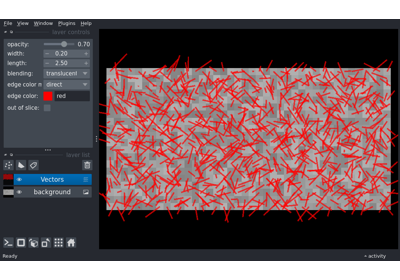 File View Window Plugins Help
layer controls
opacity: 0.70
width: 0.20
length: 2.50
blending: translucent
edge color m direct
edge color: red
out of slice:
layer list
Vectors
background
Ready
activity